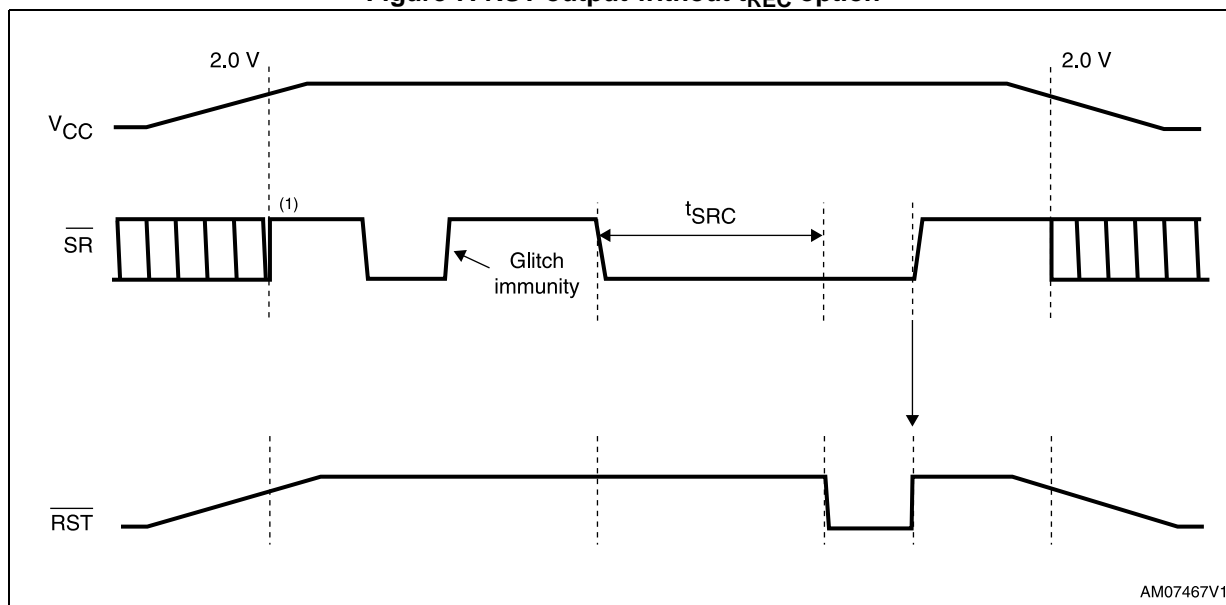 2.0 V
2.0 V
VCC
(1)
tSRC
SR
Glitch
immunity
RST
AM07467V1